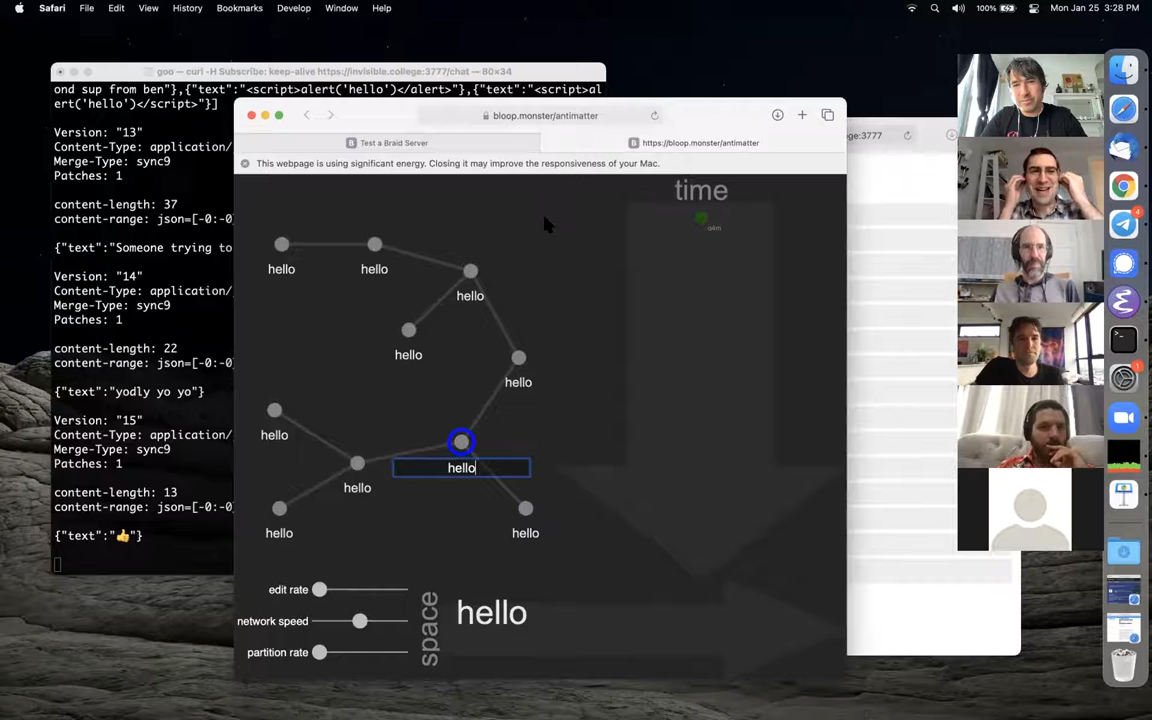 Safari File Edit View History Bookmarks Develop Window Help
100% Mon Jan 25 3:28 PM
goo — curl -H Subscribe: keep-alive https://invisible.college:3777/chat — 80×34
ond sup from ben"},{"text":"<script>alert('hello')</alert>"},{"text":"<script>al
ert('hello')</script>"}]
Version: "13"
Content-Type: application/
Merge-Type: sync9
Patches: 1
content-length: 37
content-range: json=[-0:-0]
{"text":"Someone trying to
Version: "14"
Content-Type: application/
Merge-Type: sync9
Patches: 1
content-length: 22
content-range: json=[-0:-0]
{"text":"yodly yo yo"}
Version: "15"
Content-Type: application/
Merge-Type: sync9
Patches: 1
content-length: 13
content-range: json=[-0:-0]
{"text":"👍"}
bloop.monster/antimatter
Test a Braid Server
https://bloop.monster/antimatter
This webpage is using significant energy. Closing it may improve the responsiveness of your Mac.
time
hello
hello
hello
hello
hello
hello
hello
hello
hello
hello
edit rate
network speed
partition rate
space
hello
ge:3777
4
1